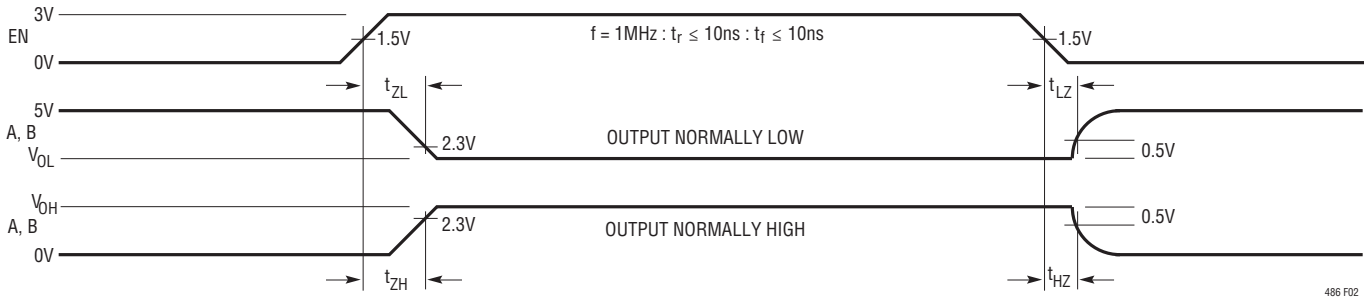 3V
EN
0V
1.5V
f = 1MHz : tr ≤ 10ns : tf ≤ 10ns
1.5V
tZL
tLZ
5V
A, B
VOL
2.3V
OUTPUT NORMALLY LOW
0.5V
VOH
A, B
0V
2.3V
OUTPUT NORMALLY HIGH
0.5V
tZH
tHZ
486 F02